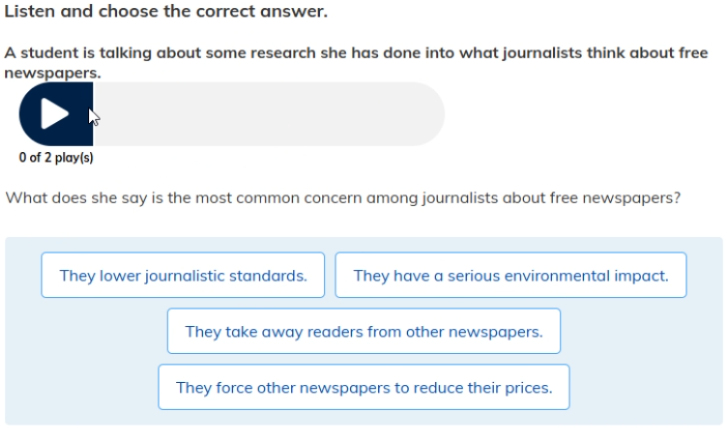 Listen and choose the correct answer.
A student is talking about some research she has done into what journalists think about free
newspapers.
0 of 2 play(s)
What does she say is the most common concern among journalists about free newspapers?
They lower journalistic standards.
They have a serious environmental impact.
They take away readers from other newspapers.
They force other newspapers to reduce their prices.